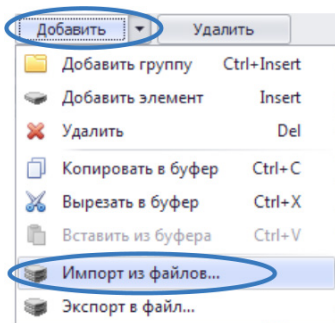 Добавить Удалить
Добавить группу Ctrl+Insert
Добавить элемент Insert
Удалить Del
Копировать в буфер Ctrl+C
Вырезать в буфер Ctrl+X
Вставить из буфера Ctrl+V
Импорт из файлов...
Экспорт в файл...